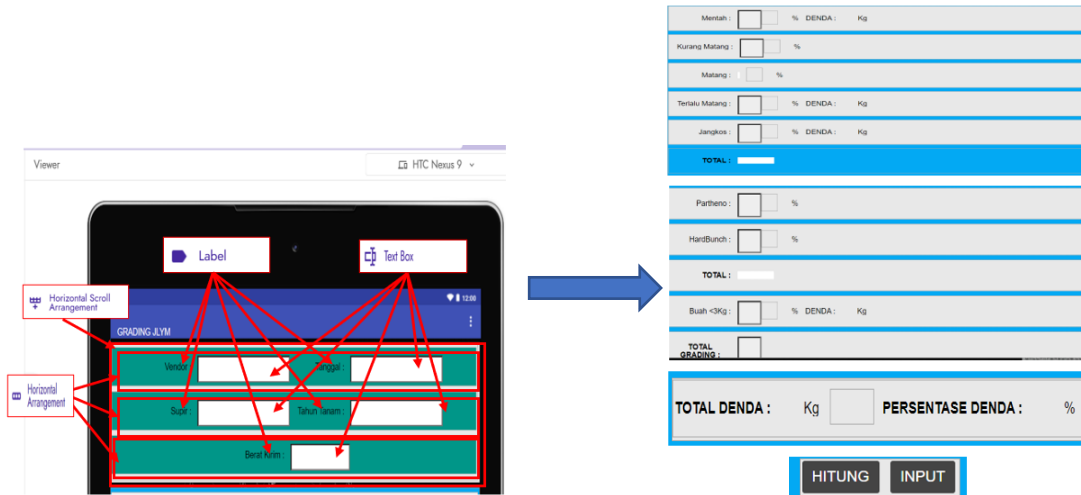 Viewer
HTC Nexus 9
Label
Text Box
Horizontal Scroll
Arrangement
12:00
GRADING JLYM
Vendor :
Tanggal :
Horizontal
Arrangement
Supir :
Tahun Tanam :
Berat Kirim :
Mentah : % DENDA : Kg
Kurang Matang : %
Matang : %
Terlalu Matang : % DENDA : Kg
Jangkos : % DENDA : Kg
TOTAL :
Partheno : %
HardBunch : %
TOTAL :
Buah <3Kg : % DENDA : Kg
TOTAL
GRADING :
TOTAL DENDA : Kg PERSENTASE DENDA : %
HITUNG INPUT